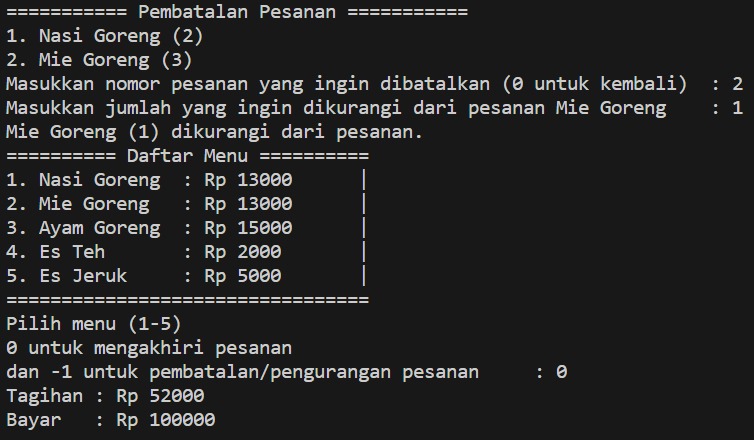 =========== Pembatalan Pesanan ===========
1. Nasi Goreng (2)
2. Mie Goreng (3)
Masukkan nomor pesanan yang ingin dibatalkan (0 untuk kembali)  : 2
Masukkan jumlah yang ingin dikurangi dari pesanan Mie Goreng    : 1
Mie Goreng (1) dikurangi dari pesanan.
========== Daftar Menu ==========
1. Nasi Goreng  : Rp 13000      |
2. Mie Goreng   : Rp 13000      |
3. Ayam Goreng  : Rp 15000      |
4. Es Teh       : Rp 2000       |
5. Es Jeruk     : Rp 5000       |
=================================
Pilih menu (1-5)
0 untuk mengakhiri pesanan
dan -1 untuk pembatalan/pengurangan pesanan     : 0
Tagihan : Rp 52000
Bayar   : Rp 100000